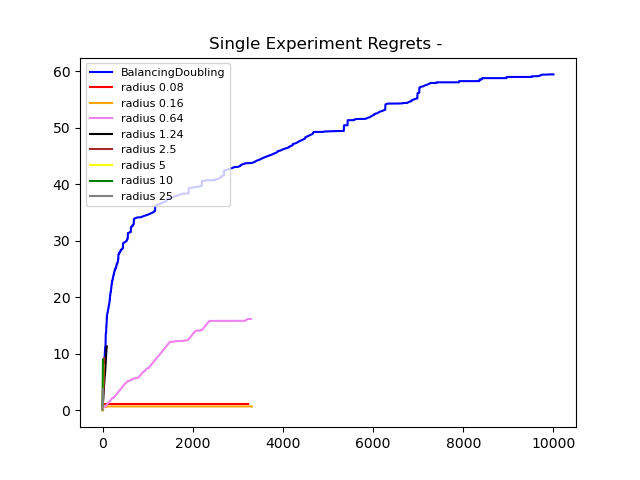 Single Experiment Regrets -
BalancingDoubling
radius 0.08
radius 0.16
radius 0.64
radius 1.24
radius 2.5
radius 5
radius 10
radius 25
60
50
40
30
20
10
0
0 2000 4000 6000 8000 10000